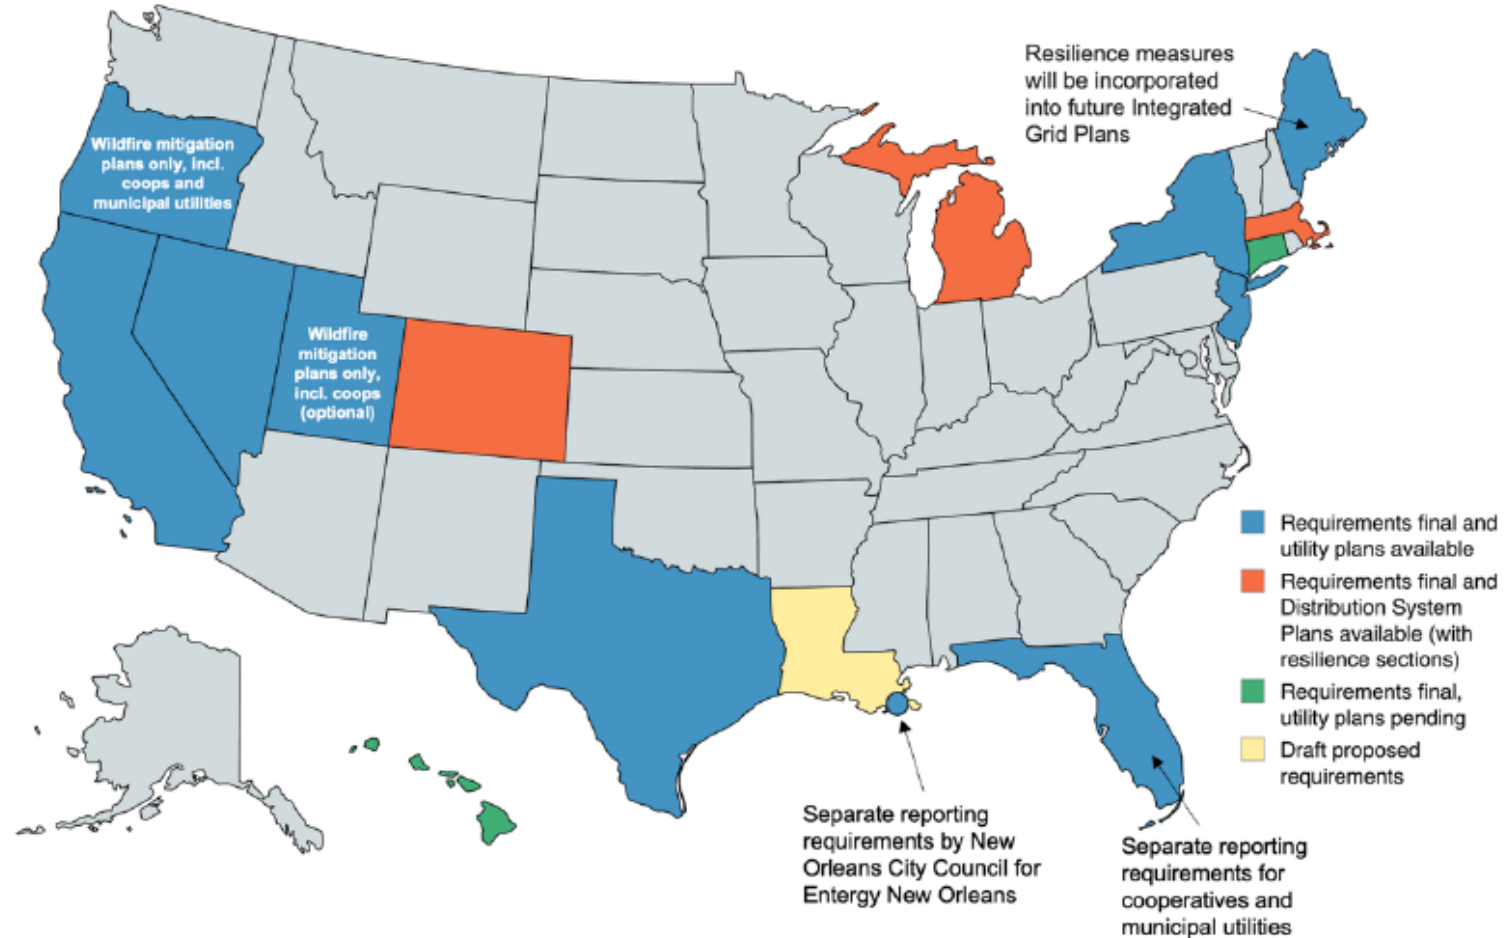 Resilience measures
will be incorporated
into future Integrated
Grid Plans
Wildfire mitigation
plans only, incl.
coops and
municipal utilities
Wildfire
mitigation
plans only,
incl. coops
(optional)
Requirements final and
utility plans available
Requirements final and
Distribution System
Plans available (with
resilience sections)
Requirements final,
utility plans pending
Draft proposed
requirements
Separate reporting
requirements by New
Orleans City Council for
Entergy New Orleans
Separate reporting
requirements for
cooperatives and
municipal utilities